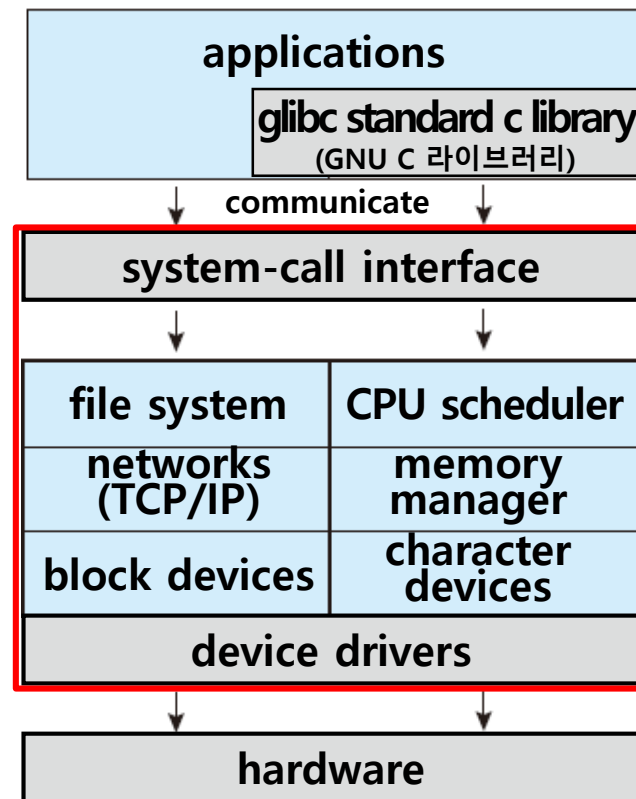 applications
glibc standard c library
(GNU C 라이브러리)
communicate
system-call interface
file system
CPU scheduler
networks
(TCP/IP)
memory
manager
block devices
character
devices
device drivers
hardware